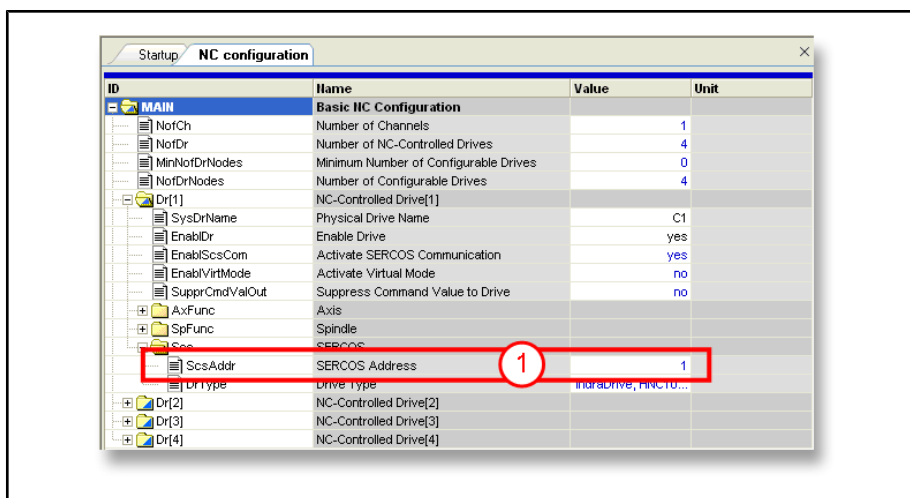 Startup NC configuration
ID Name Value Unit
MAIN Basic NC Configuration
NofCh Number of Channels 1
NofDr Number of NC-Controlled Drives 4
MinNofDrNodes Minimum Number of Configurable Drives 0
NofDrNodes Number of Configurable Drives 4
Dr[1] NC-Controlled Drive[1]
SysDrName Physical Drive Name C1
EnablDr Enable Drive yes
EnablScsCom Activate SERCOS Communication yes
EnablVirtMode Activate Virtual Mode no
SupprCmdValOut Suppress Command Value to Drive no
AxFunc Axis
SpFunc Spindle
Scs SERCOS
ScsAddr SERCOS Address 1 1
DrType Drive Type IndraDrive, HNC10...
Dr[2] NC-Controlled Drive[2]
Dr[3] NC-Controlled Drive[3]
Dr[4] NC-Controlled Drive[4]